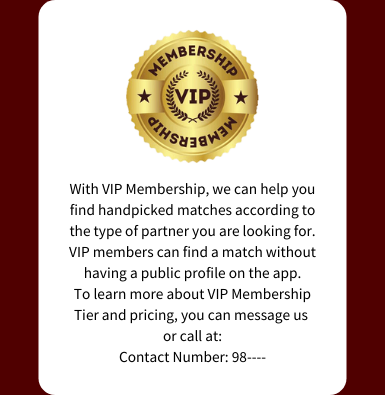 MEMBERSHIP
VIP
MEMBERSHIP
With VIP Membership, we can help you
find handpicked matches according to
the type of partner you are looking for.
VIP members can find a match without
having a public profile on the app.
To learn more about VIP Membership
Tier and pricing, you can message us
or call at:
Contact Number: 98----